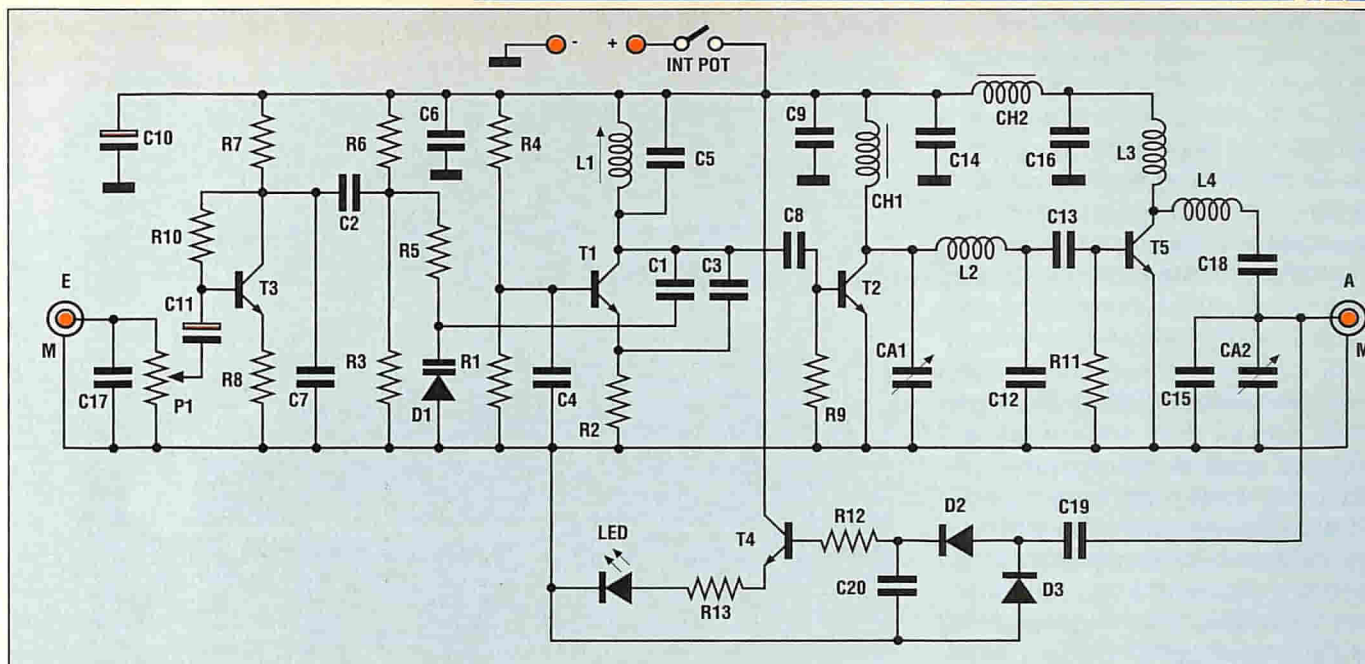 - +
INT POT
C10
R7
R6
C6
R4
L1
C5
C9
CH1
C14
CH2
C16
L3
L4
R10
C2
R5
C8
C13
T5
C18
T1
C1
C3
T3
T2
L2
E
A
C11
M
M
C17
P1
R8
C7
R3
D1
R1
C4
R2
R9
CA1
C12
R11
C15
CA2
LED
T4
R12
D2
C19
R13
C20
D3